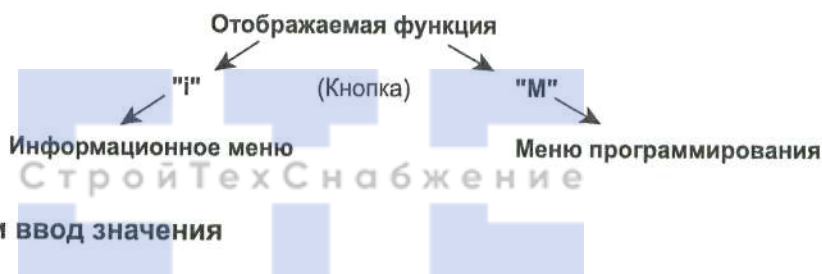 Отображаемая функция
"i" (Кнопка) "М"
Информационное меню Меню программирования
СтройТехСнабжение
ввод значения